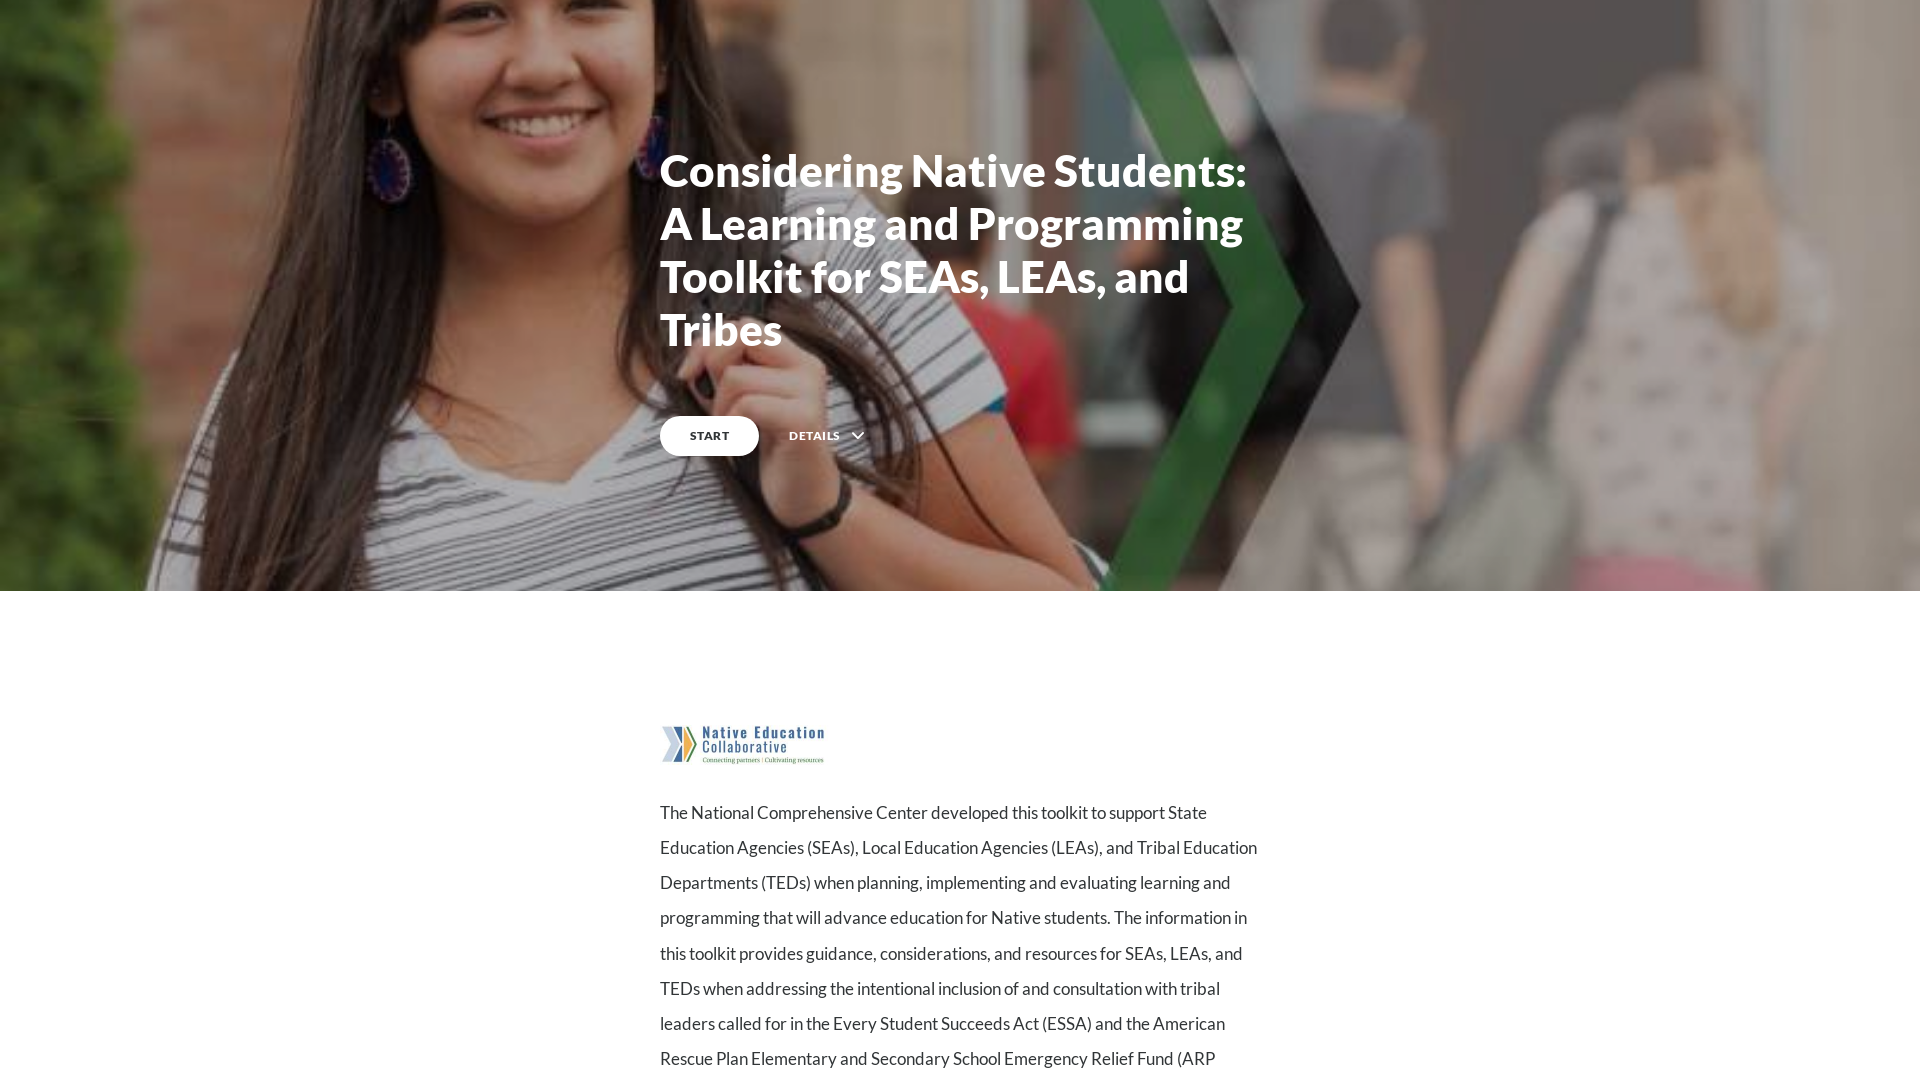 Considering Native Students:
A Learning and Programming
Toolkit for SEAs, LEAs, and
Tribes
START
DETAILS
Native Education
Collaborative
Connecting partners | Cultivating resources
The National Comprehensive Center developed this toolkit to support State
Education Agencies (SEAs), Local Education Agencies (LEAs), and Tribal Education
Departments (TEDs) when planning, implementing and evaluating learning and
programming that will advance education for Native students. The information in
this toolkit provides guidance, considerations, and resources for SEAs, LEAs, and
TEDs when addressing the intentional inclusion of and consultation with tribal
leaders called for in the Every Student Succeeds Act (ESSA) and the American
Rescue Plan Elementary and Secondary School Emergency Relief Fund (ARP